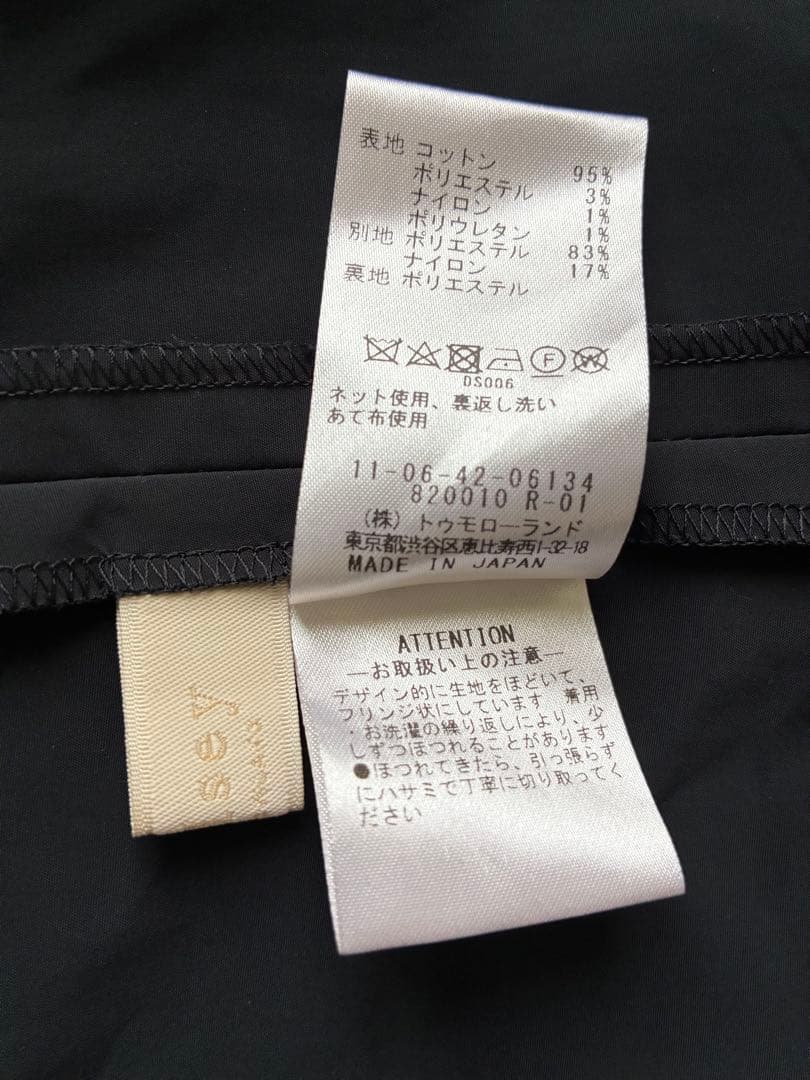 表地 コットン 95%
ポリエステル 3%
ナイロン 1%
ポリウレタン 1%
別地 ポリエステル 83%
ナイロン 17%
裏地 ポリエステル
F W
DS006
ネット使用、裏返し洗い
あて布使用
11-06-42-06134
820010 R-01
(株) トゥモローランド
東京都渋谷区恵比寿西1-32-18
MADE IN JAPAN
ATTENTION
―お取扱い上の注意―
デザイン的に生地をほどいて、
フリンジ状にしています 着用
・お洗濯の繰り返しにより、少
しずつほつれることがあります
●ほつれてきたら、引っ張らず
にハサミで丁寧に切り取ってく
ださい
sey